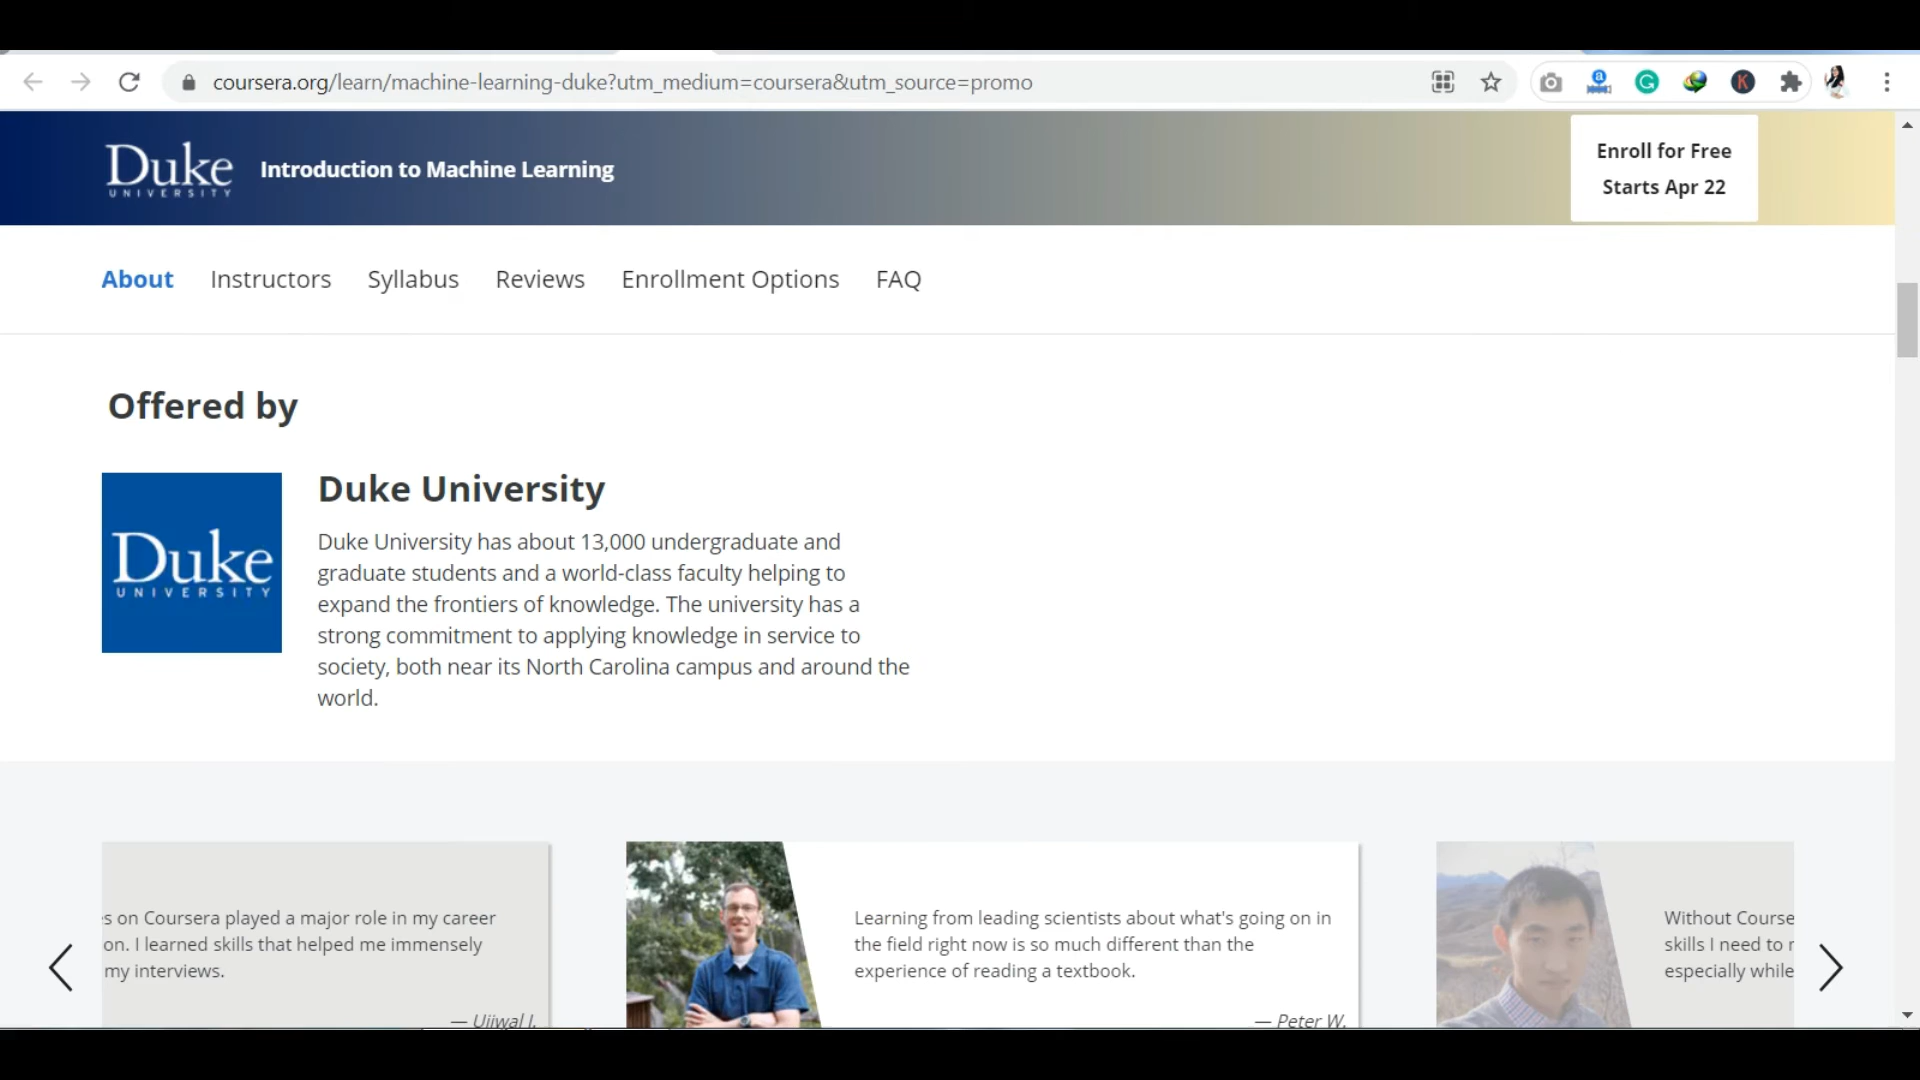 coursera.org/learn/machine-learning-duke?utm_medium=coursera&utm_source=promo
Duke
UNIVERSITY
Introduction to Machine Learning
Enroll for Free
Starts Apr 22
About Instructors Syllabus Reviews Enrollment Options FAQ
Offered by
Duke
UNIVERSITY
Duke University
Duke University has about 13,000 undergraduate and
graduate students and a world-class faculty helping to
expand the frontiers of knowledge. The university has a
strong commitment to applying knowledge in service to
society, both near its North Carolina campus and around the
world.
s on Coursera played a major role in my career
on. I learned skills that helped me immensely
my interviews.
— Ujjwal I.
Learning from leading scientists about what's going on in
the field right now is so much different than the
experience of reading a textbook.
— Peter W.
Without Course
skills I need to
especially while